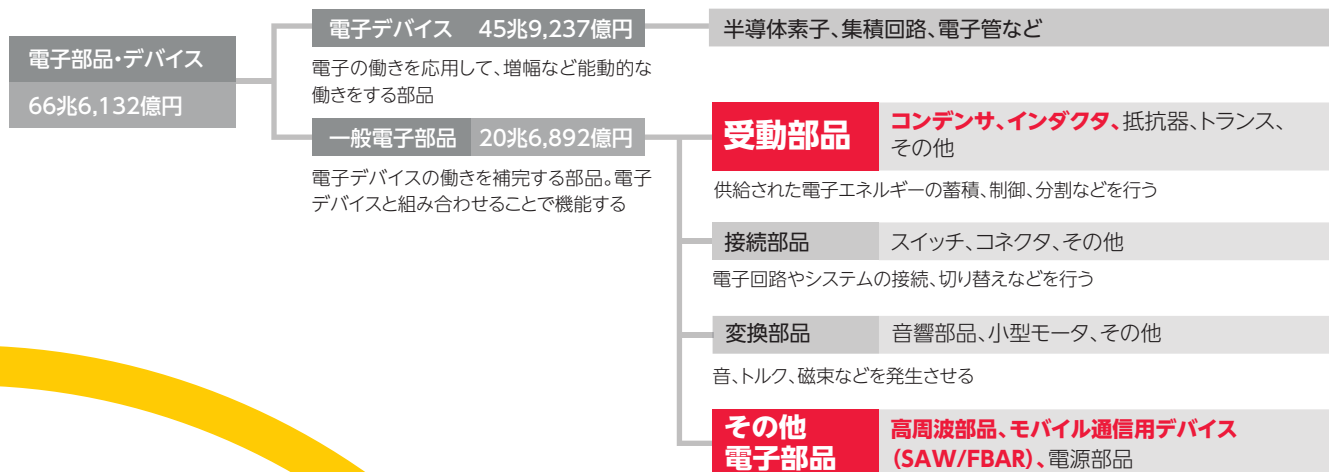 電子部品・デバイス
66兆6,132億円
電子デバイス 45兆9,237億円
電子の働きを応用して、増幅など能動的な
働きをする部品
半導体素子、集積回路、電子管など
一般電子部品 20兆6,892億円
電子デバイスの働きを補完する部品。電子
デバイスと組み合わせることで機能する
受動部品
コンデンサ、インダクタ、抵抗器、トランス、
その他
供給された電子エネルギーの蓄積、制御、分割などを行う
接続部品 スイッチ、コネクタ、その他
電子回路やシステムの接続、切り替えなどを行う
変換部品 音響部品、小型モータ、その他
音、トルク、磁束などを発生させる
その他
電子部品
高周波部品、モバイル通信用デバイス
(SAW/FBAR)、電源部品